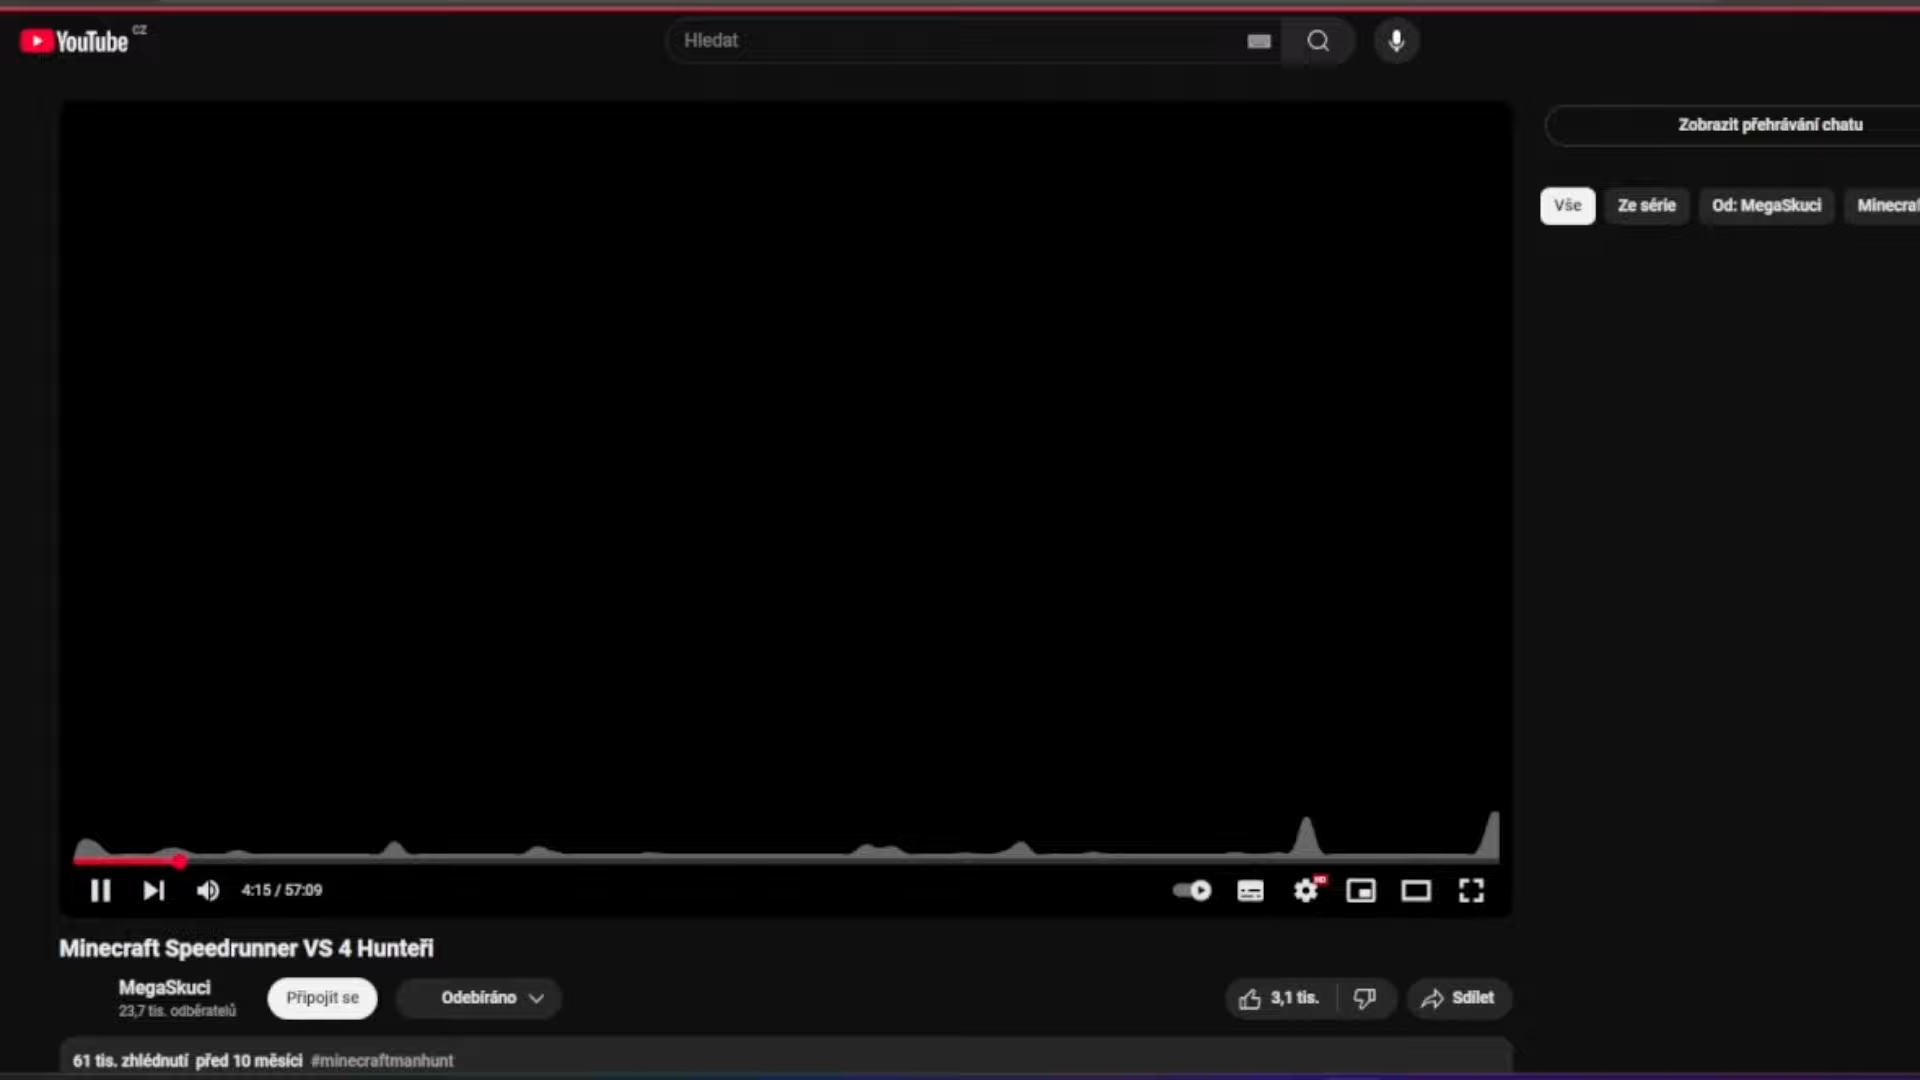 YouTube CZ
Hledat
Zobrazit přehrávání chatu
Vše Ze série Od: MegaSkuci Minecraf
4:15 / 57:09
HD
Minecraft Speedrunner VS 4 Hunteři
MegaSkuci
23,7 tis. odběratelů
Připojit se
Odebíráno
3,1 tis.
Sdílet
61 tis. zhlédnutí před 10 měsíci #minecraftmanhunt